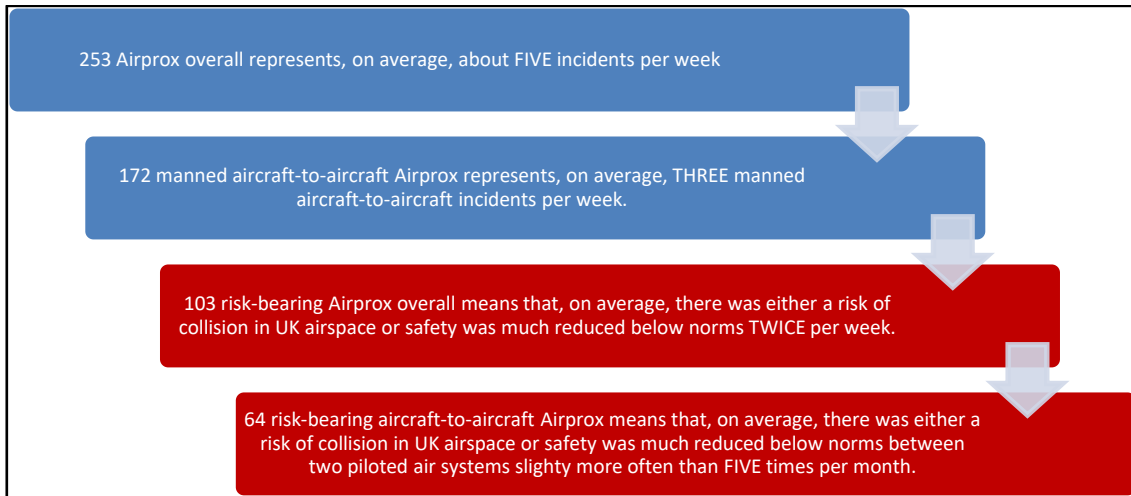 253 Airprox overall represents, on average, about FIVE incidents per week
172 manned aircraft-to-aircraft Airprox represents, on average, THREE manned
aircraft-to-aircraft incidents per week.
103 risk-bearing Airprox overall means that, on average, there was either a risk of
collision in UK airspace or safety was much reduced below norms TWICE per week.
64 risk-bearing aircraft-to-aircraft Airprox means that, on average, there was either a
risk of collision in UK airspace or safety was much reduced below norms between
two piloted air systems slighty more often than FIVE times per month.